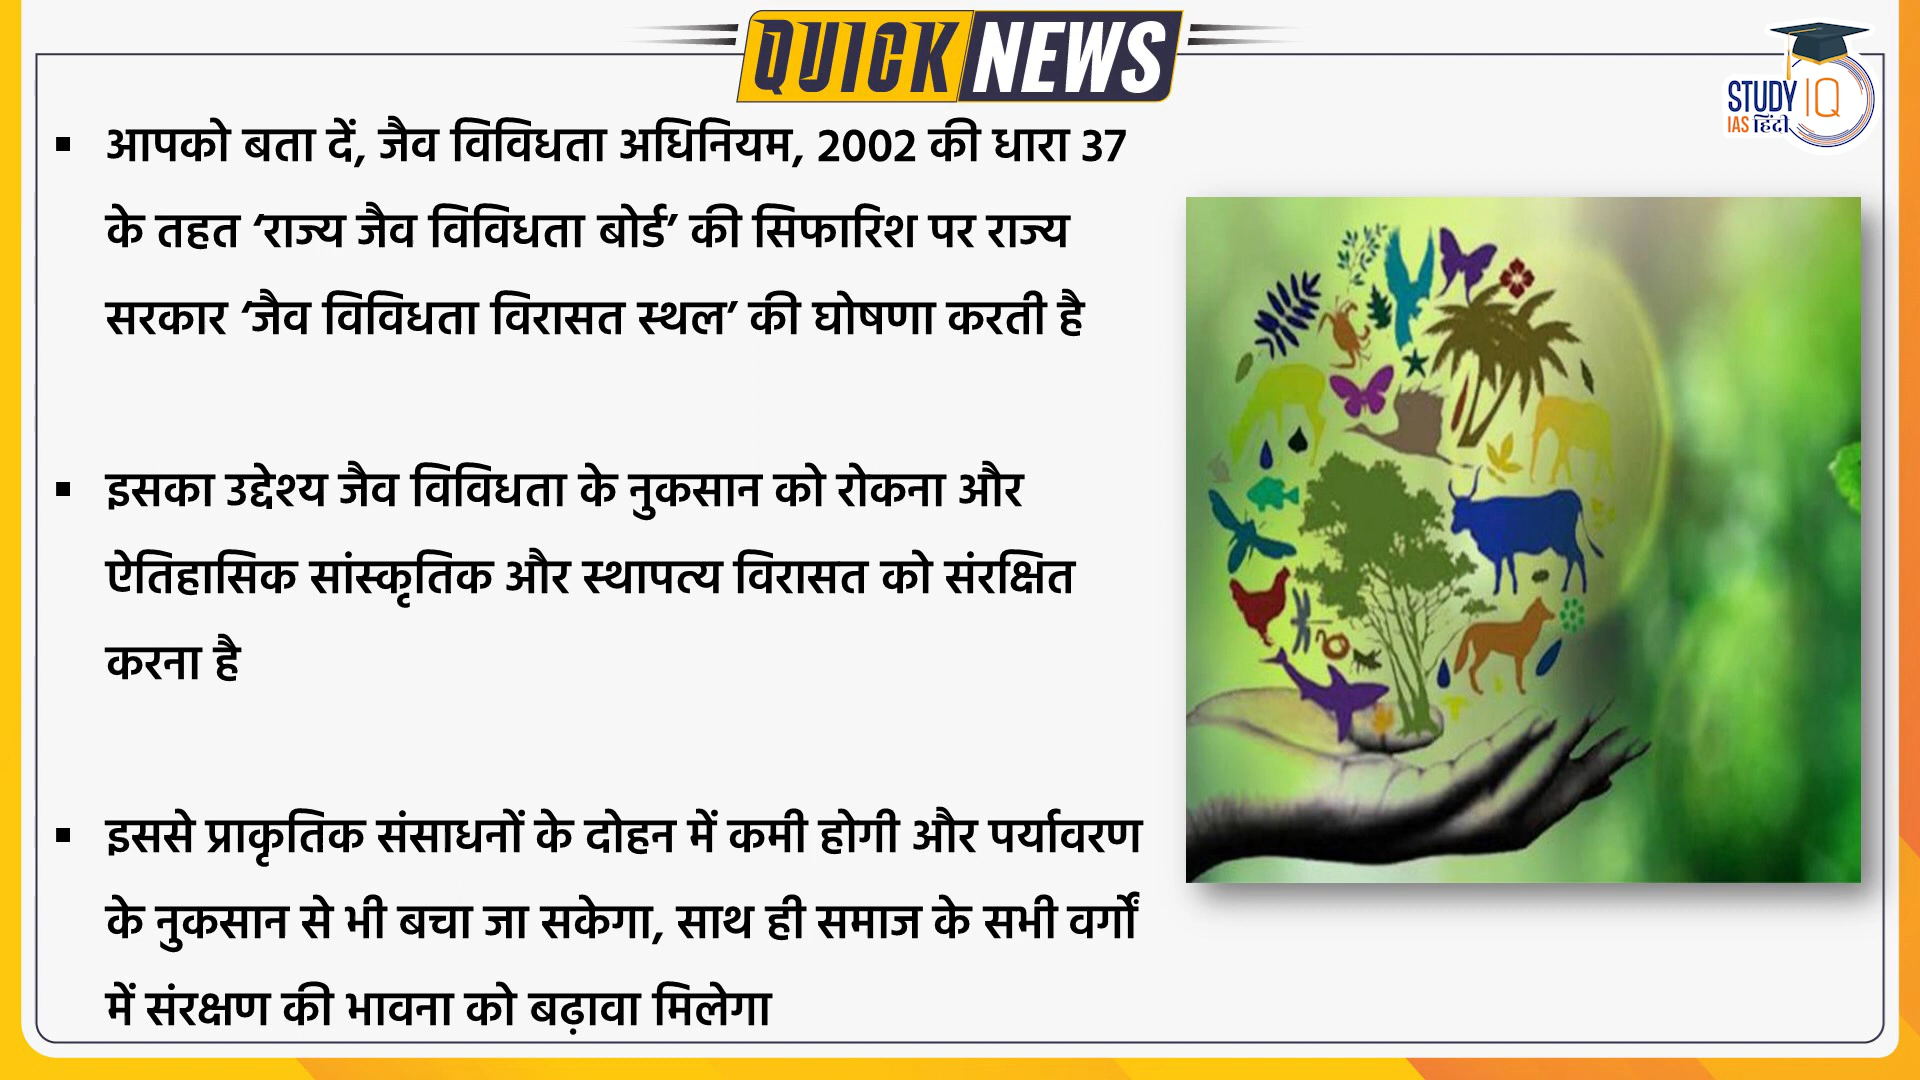 QUICK NEWS
STUDY IQ
IAS हिंदी
▪ आपको बता दें, जैव विविधता अधिनियम, 2002 की धारा 37
के तहत ‘राज्य जैव विविधता बोर्ड’ की सिफारिश पर राज्य
सरकार ‘जैव विविधता विरासत स्थल’ की घोषणा करती है
▪ इसका उद्देश्य जैव विविधता के नुकसान को रोकना और
ऐतिहासिक सांस्कृतिक और स्थापत्य विरासत को संरक्षित
करना है
▪ इससे प्राकृतिक संसाधनों के दोहन में कमी होगी और पर्यावरण
के नुकसान से भी बचा जा सकेगा, साथ ही समाज के सभी वर्गों
में संरक्षण की भावना को बढ़ावा मिलेगा